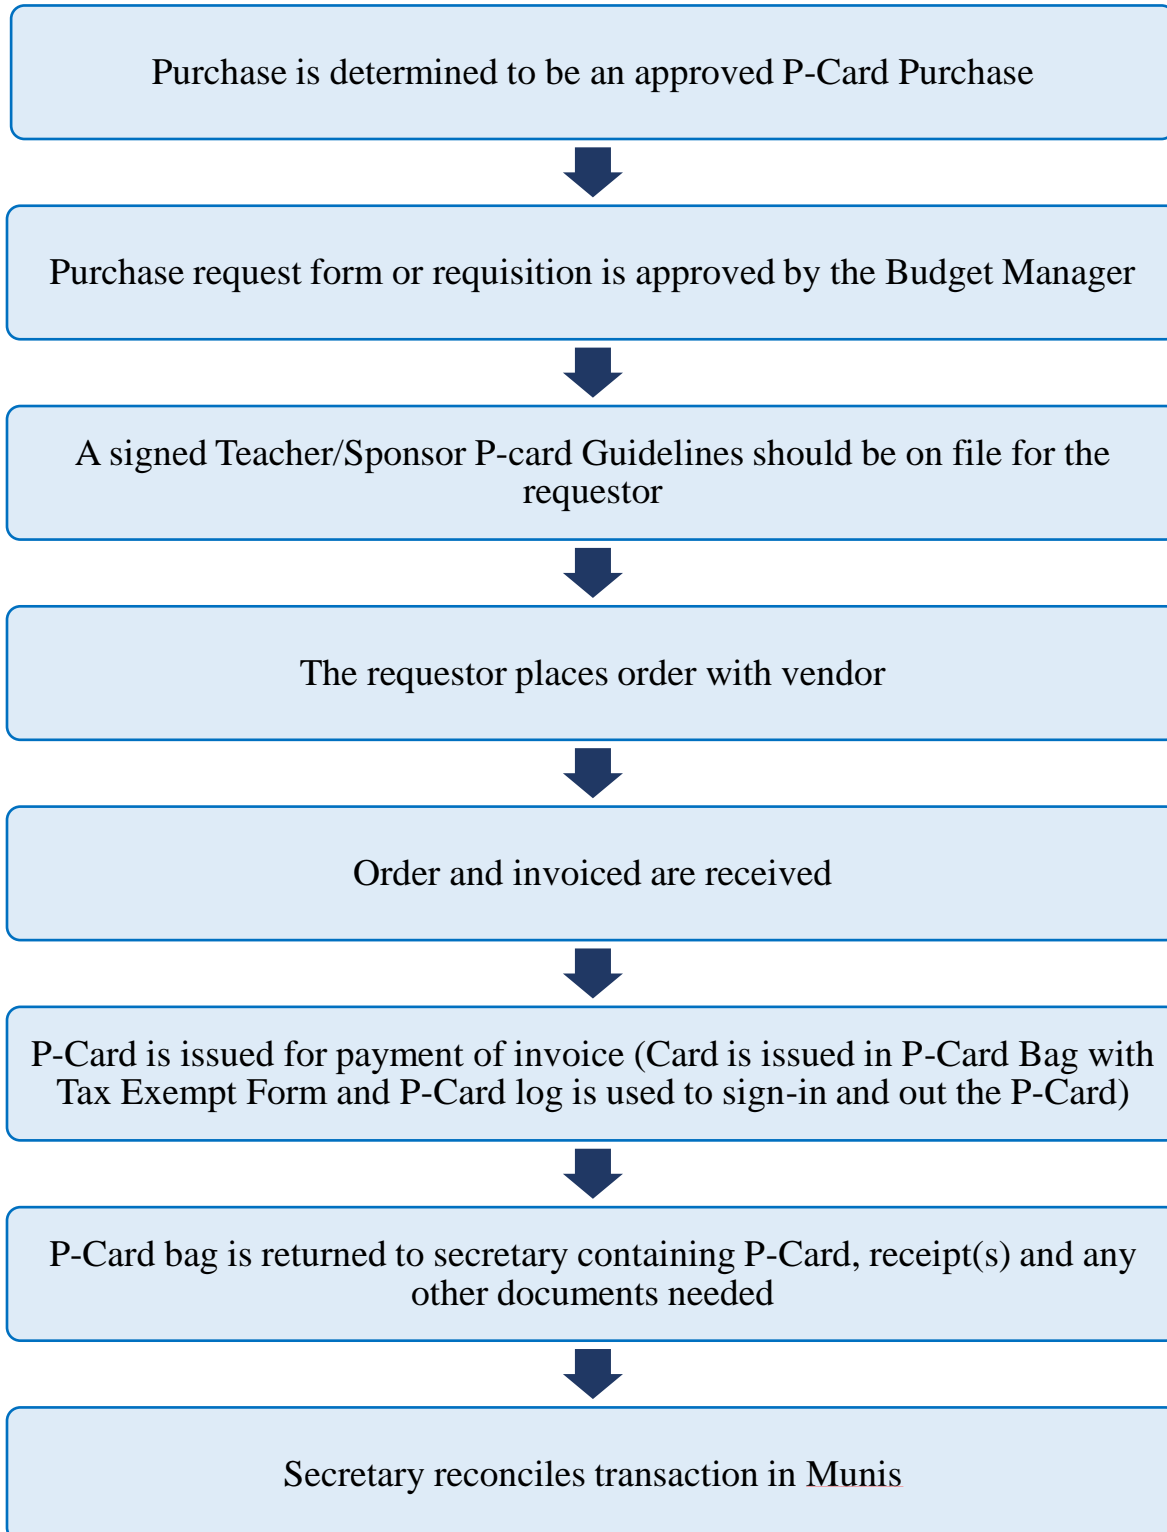 Purchase is determined to be an approved P-Card Purchase
Purchase request form or requisition is approved by the Budget Manager
A signed Teacher/Sponsor P-card Guidelines should be on file for the
requestor
The requestor places order with vendor
Order and invoiced are received
P-Card is issued for payment of invoice (Card is issued in P-Card Bag with
Tax Exempt Form and P-Card log is used to sign-in and out the P-Card)
P-Card bag is returned to secretary containing P-Card, receipt(s) and any
other documents needed
Secretary reconciles transaction in Munis